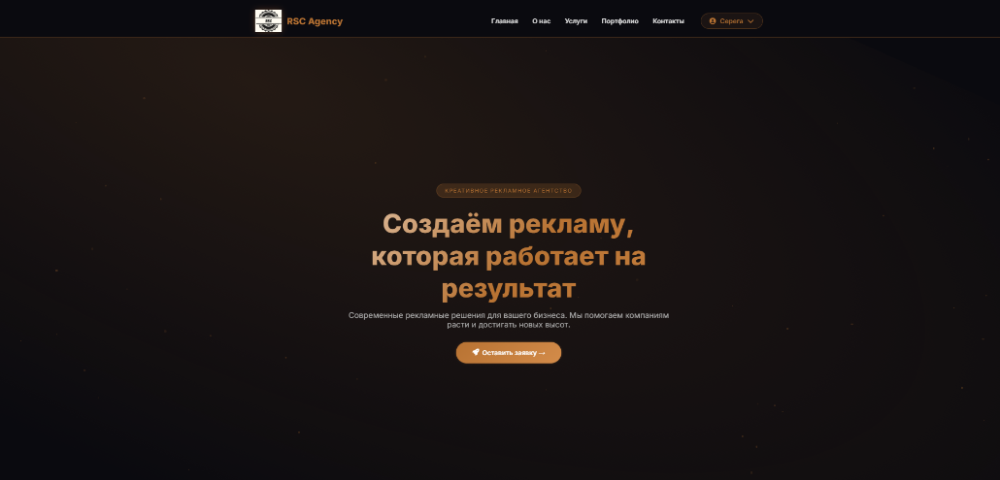 RSC
RSC Agency
Главная
О нас
Услуги
Портфолио
Контакты
Серега
КРЕАТИВНОЕ РЕКЛАМНОЕ АГЕНТСТВО
Создаём рекламу,
которая работает на
результат
Современные рекламные решения для вашего бизнеса. Мы помогаем компаниям
расти и достигать новых высот.
Оставить заявку →